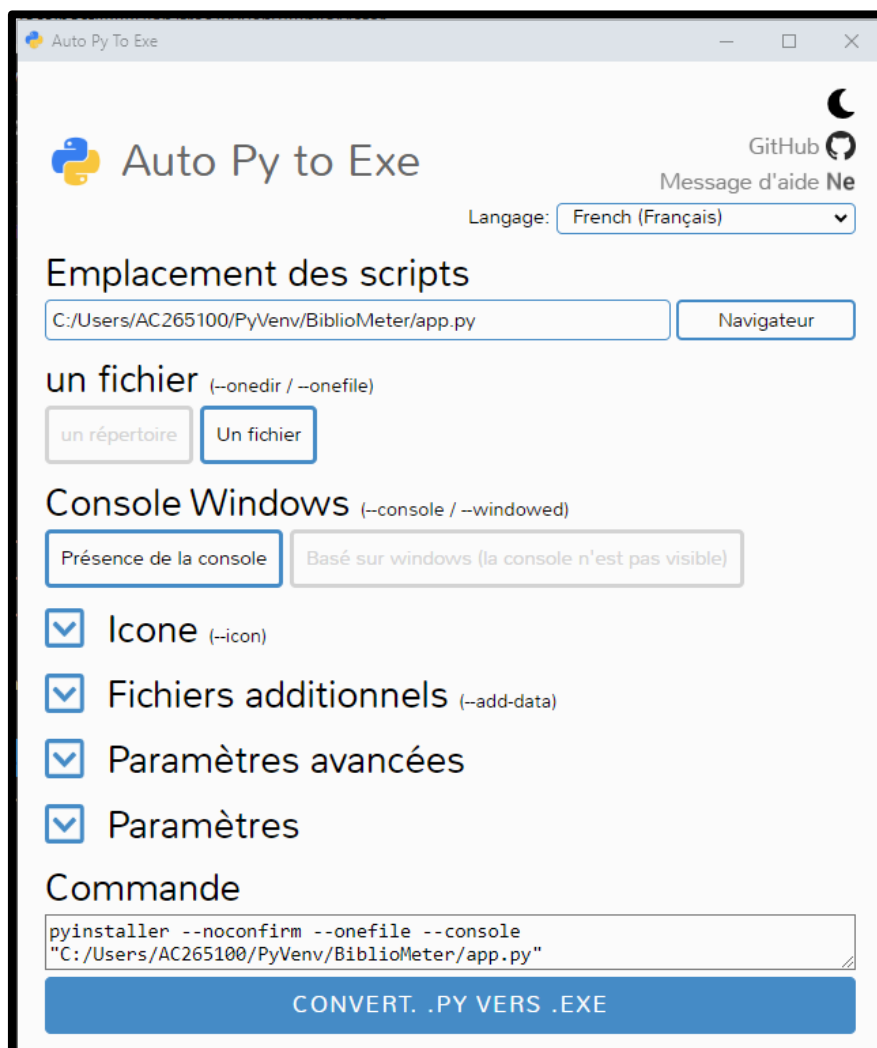 Auto Py To Exe
Auto Py to Exe
GitHub
Message d'aide Ne
Langage: French (Français)
Emplacement des scripts
C:/Users/AC265100/PyVenv/BiblioMeter/app.py Navigateur
un fichier (--onedir / --onefile)
un répertoire Un fichier
Console Windows (--console / --windowed)
Présence de la console Basé sur windows (la console n'est pas visible)
Icone (--icon)
Fichiers additionnels (--add-data)
Paramètres avancées
Paramètres
Commande
pyinstaller --noconfirm --onefile --console
"C:/Users/AC265100/PyVenv/BiblioMeter/app.py"
CONVERT. .PY VERS .EXE